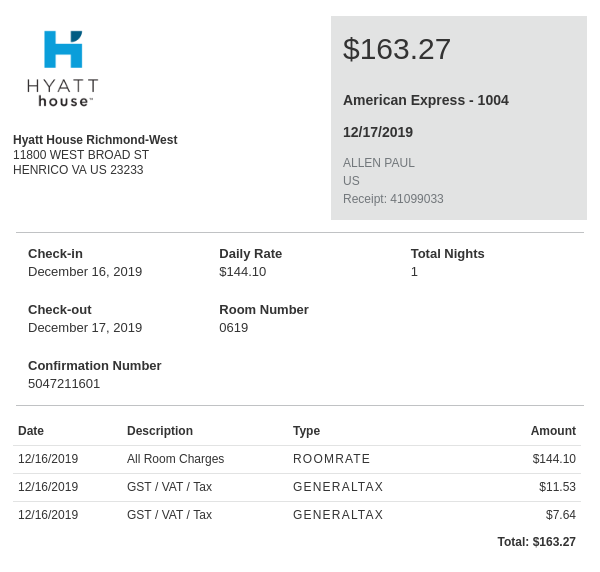 HYATT
house™
Hyatt House Richmond-West
11800 WEST BROAD ST
HENRICO VA US 23233
$163.27
American Express - 1004
12/17/2019
ALLEN PAUL
US
Receipt: 41099033
Check-in Daily Rate Total Nights
December 16, 2019 $144.10 1
Check-out Room Number
December 17, 2019 0619
Confirmation Number
5047211601
Date Description Type Amount
12/16/2019 All Room Charges ROOMRATE $144.10
12/16/2019 GST / VAT / Tax GENERALTAX $11.53
12/16/2019 GST / VAT / Tax GENERALTAX $7.64
Total: $163.27